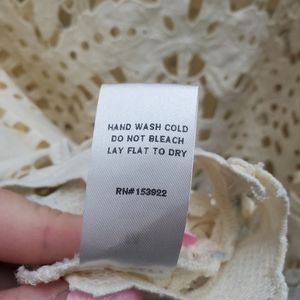 HAND WASH COLD
DO NOT BLEACH
LAY FLAT TO DRY
RN#153922